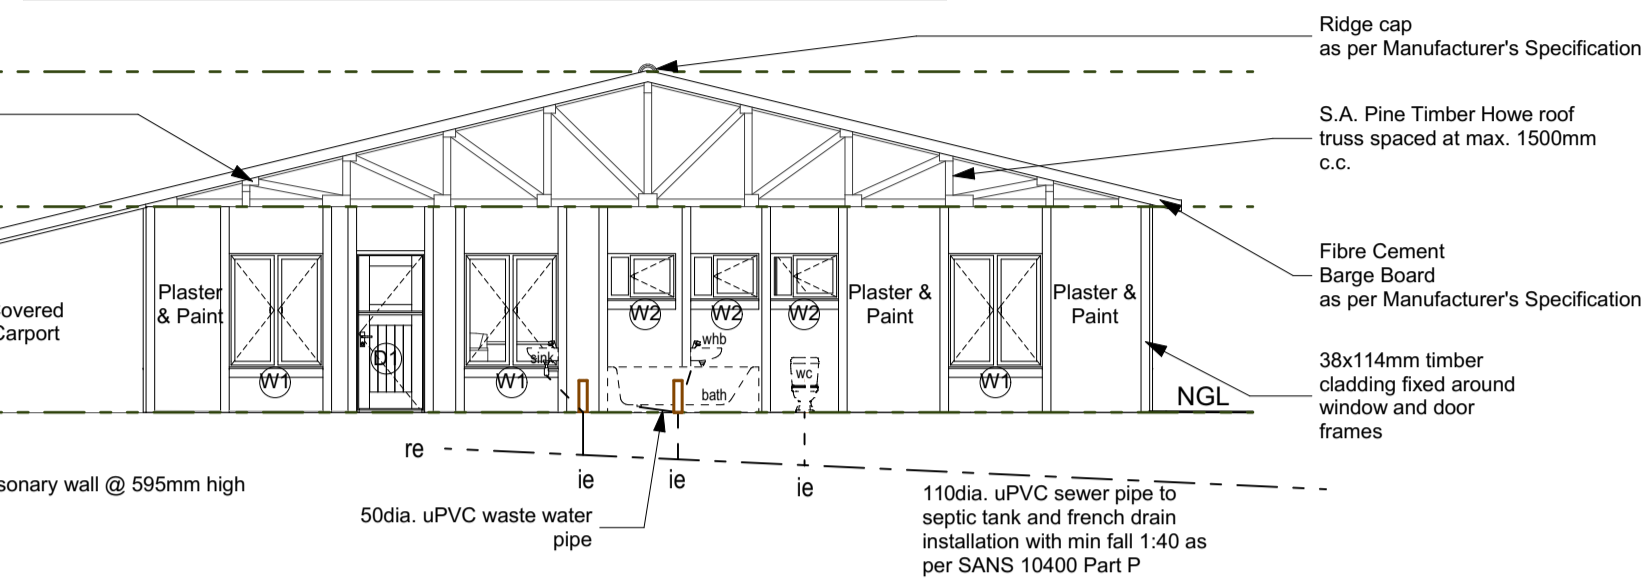 Ridge cap
as per Manufacturer's Specification
S.A. Pine Timber Howe roof
truss spaced at max. 1500mm
c.c.
Fibre Cement
Barge Board
as per Manufacturer's Specification
38x114mm timber
cladding fixed around
window and door
frames
Carport
Plaster
& Paint
W1
D1
sink
W1
W2
W2
W2
whb
bath
wc
Plaster &
Paint
W1
Plaster &
Paint
NGL
re
ie
ie
ie
wall @ 595mm high
50dia. uPVC waste water
pipe
110dia. uPVC sewer pipe to
septic tank and french drain
installation with min fall 1:40 as
per SANS 10400 Part P